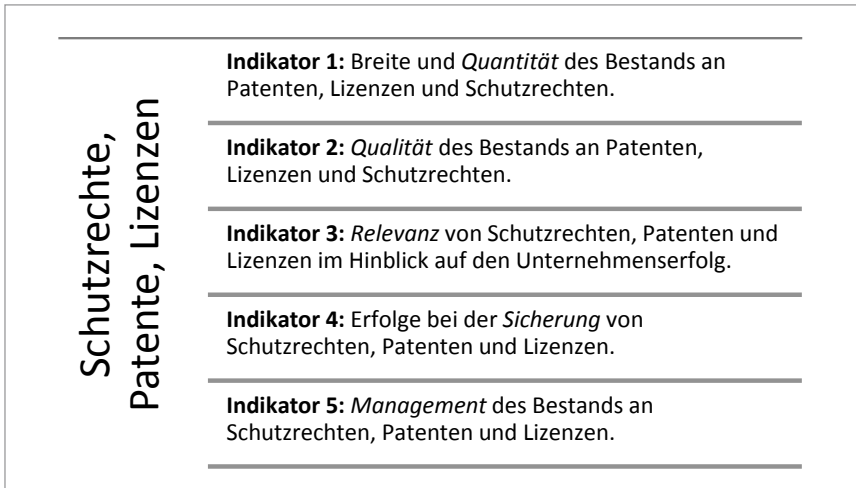 Schutzrechte,
Patente, Lizenzen
Indikator 1: Breite und Quantität des Bestands an
Patenten, Lizenzen und Schutzrechten.
Indikator 2: Qualität des Bestands an Patenten,
Lizenzen und Schutzrechten.
Indikator 3: Relevanz von Schutzrechten, Patenten und
Lizenzen im Hinblick auf den Unternehmenserfolg.
Indikator 4: Erfolge bei der Sicherung von
Schutzrechten, Patenten und Lizenzen.
Indikator 5: Management des Bestands an
Schutzrechten, Patenten und Lizenzen.